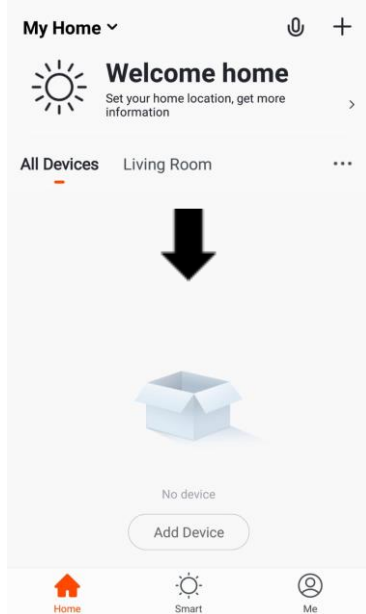 My Home
Welcome home
Set your home location, get more
information
All Devices Living Room
No device
Add Device
Home Smart Me